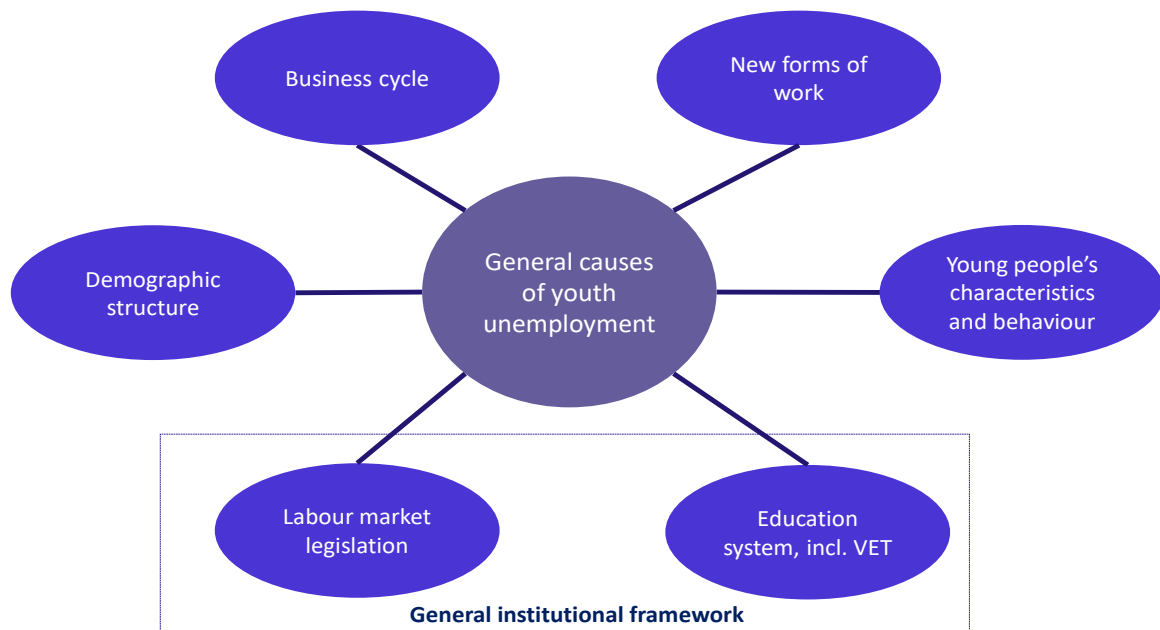 Business cycle
New forms of
work
General causes
of youth
unemployment
Demographic
structure
Young people’s
characteristics
and behaviour
Labour market
legislation
Education
system, incl. VET
General institutional framework